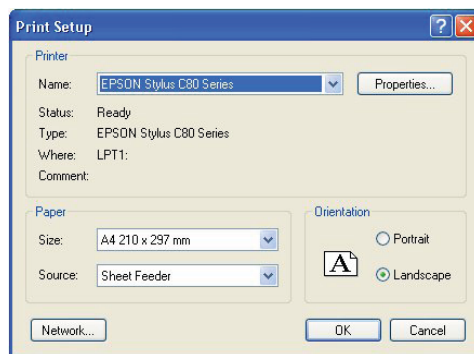 Print Setup
Printer
Name: EPSON Stylus C80 Series Properties...
Status: Ready
Type: EPSON Stylus C80 Series
Where: LPT1:
Comment:
Paper
Size: A4 210 x 297 mm
Source: Sheet Feeder
Orientation
A
Portrait
Landscape
Network... OK Cancel